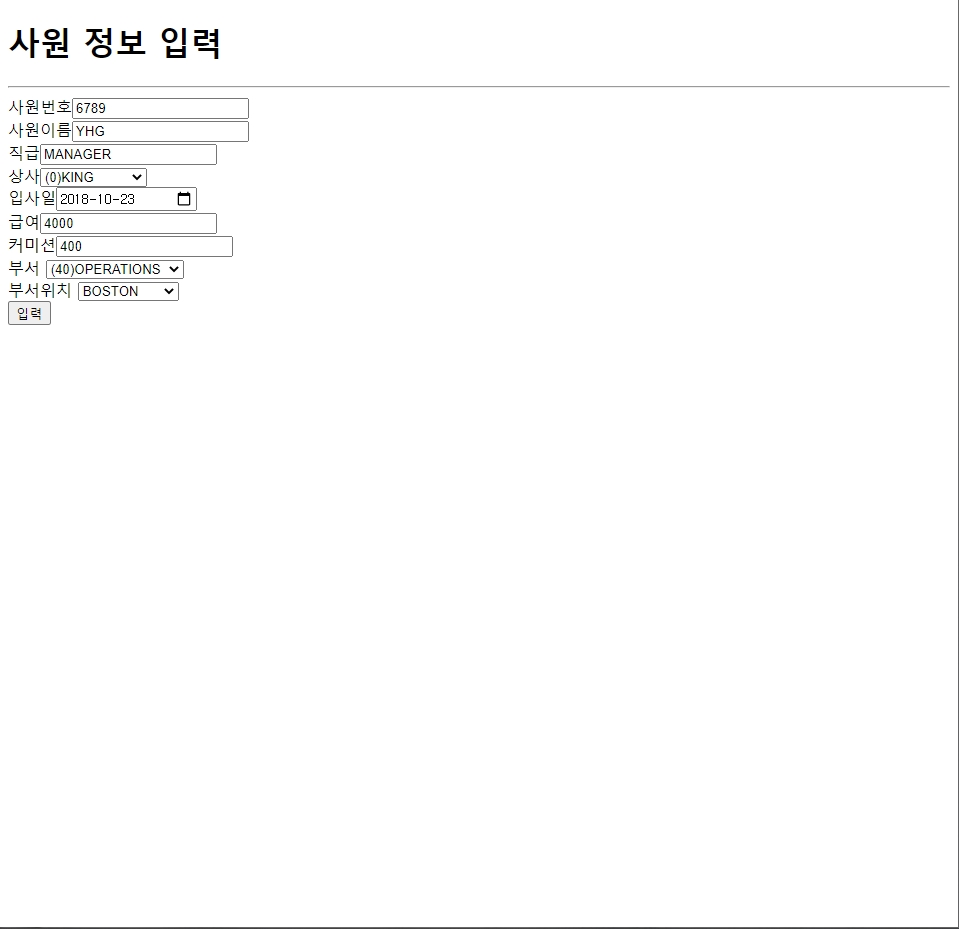 사원 정보 입력
사원번호 6789
사원이름 YHG
직급 MANAGER
상사 (0)KING
입사일 2018-10-23
급여 4000
커미션 400
부서 (40)OPERATIONS
부서위치 BOSTON
입력